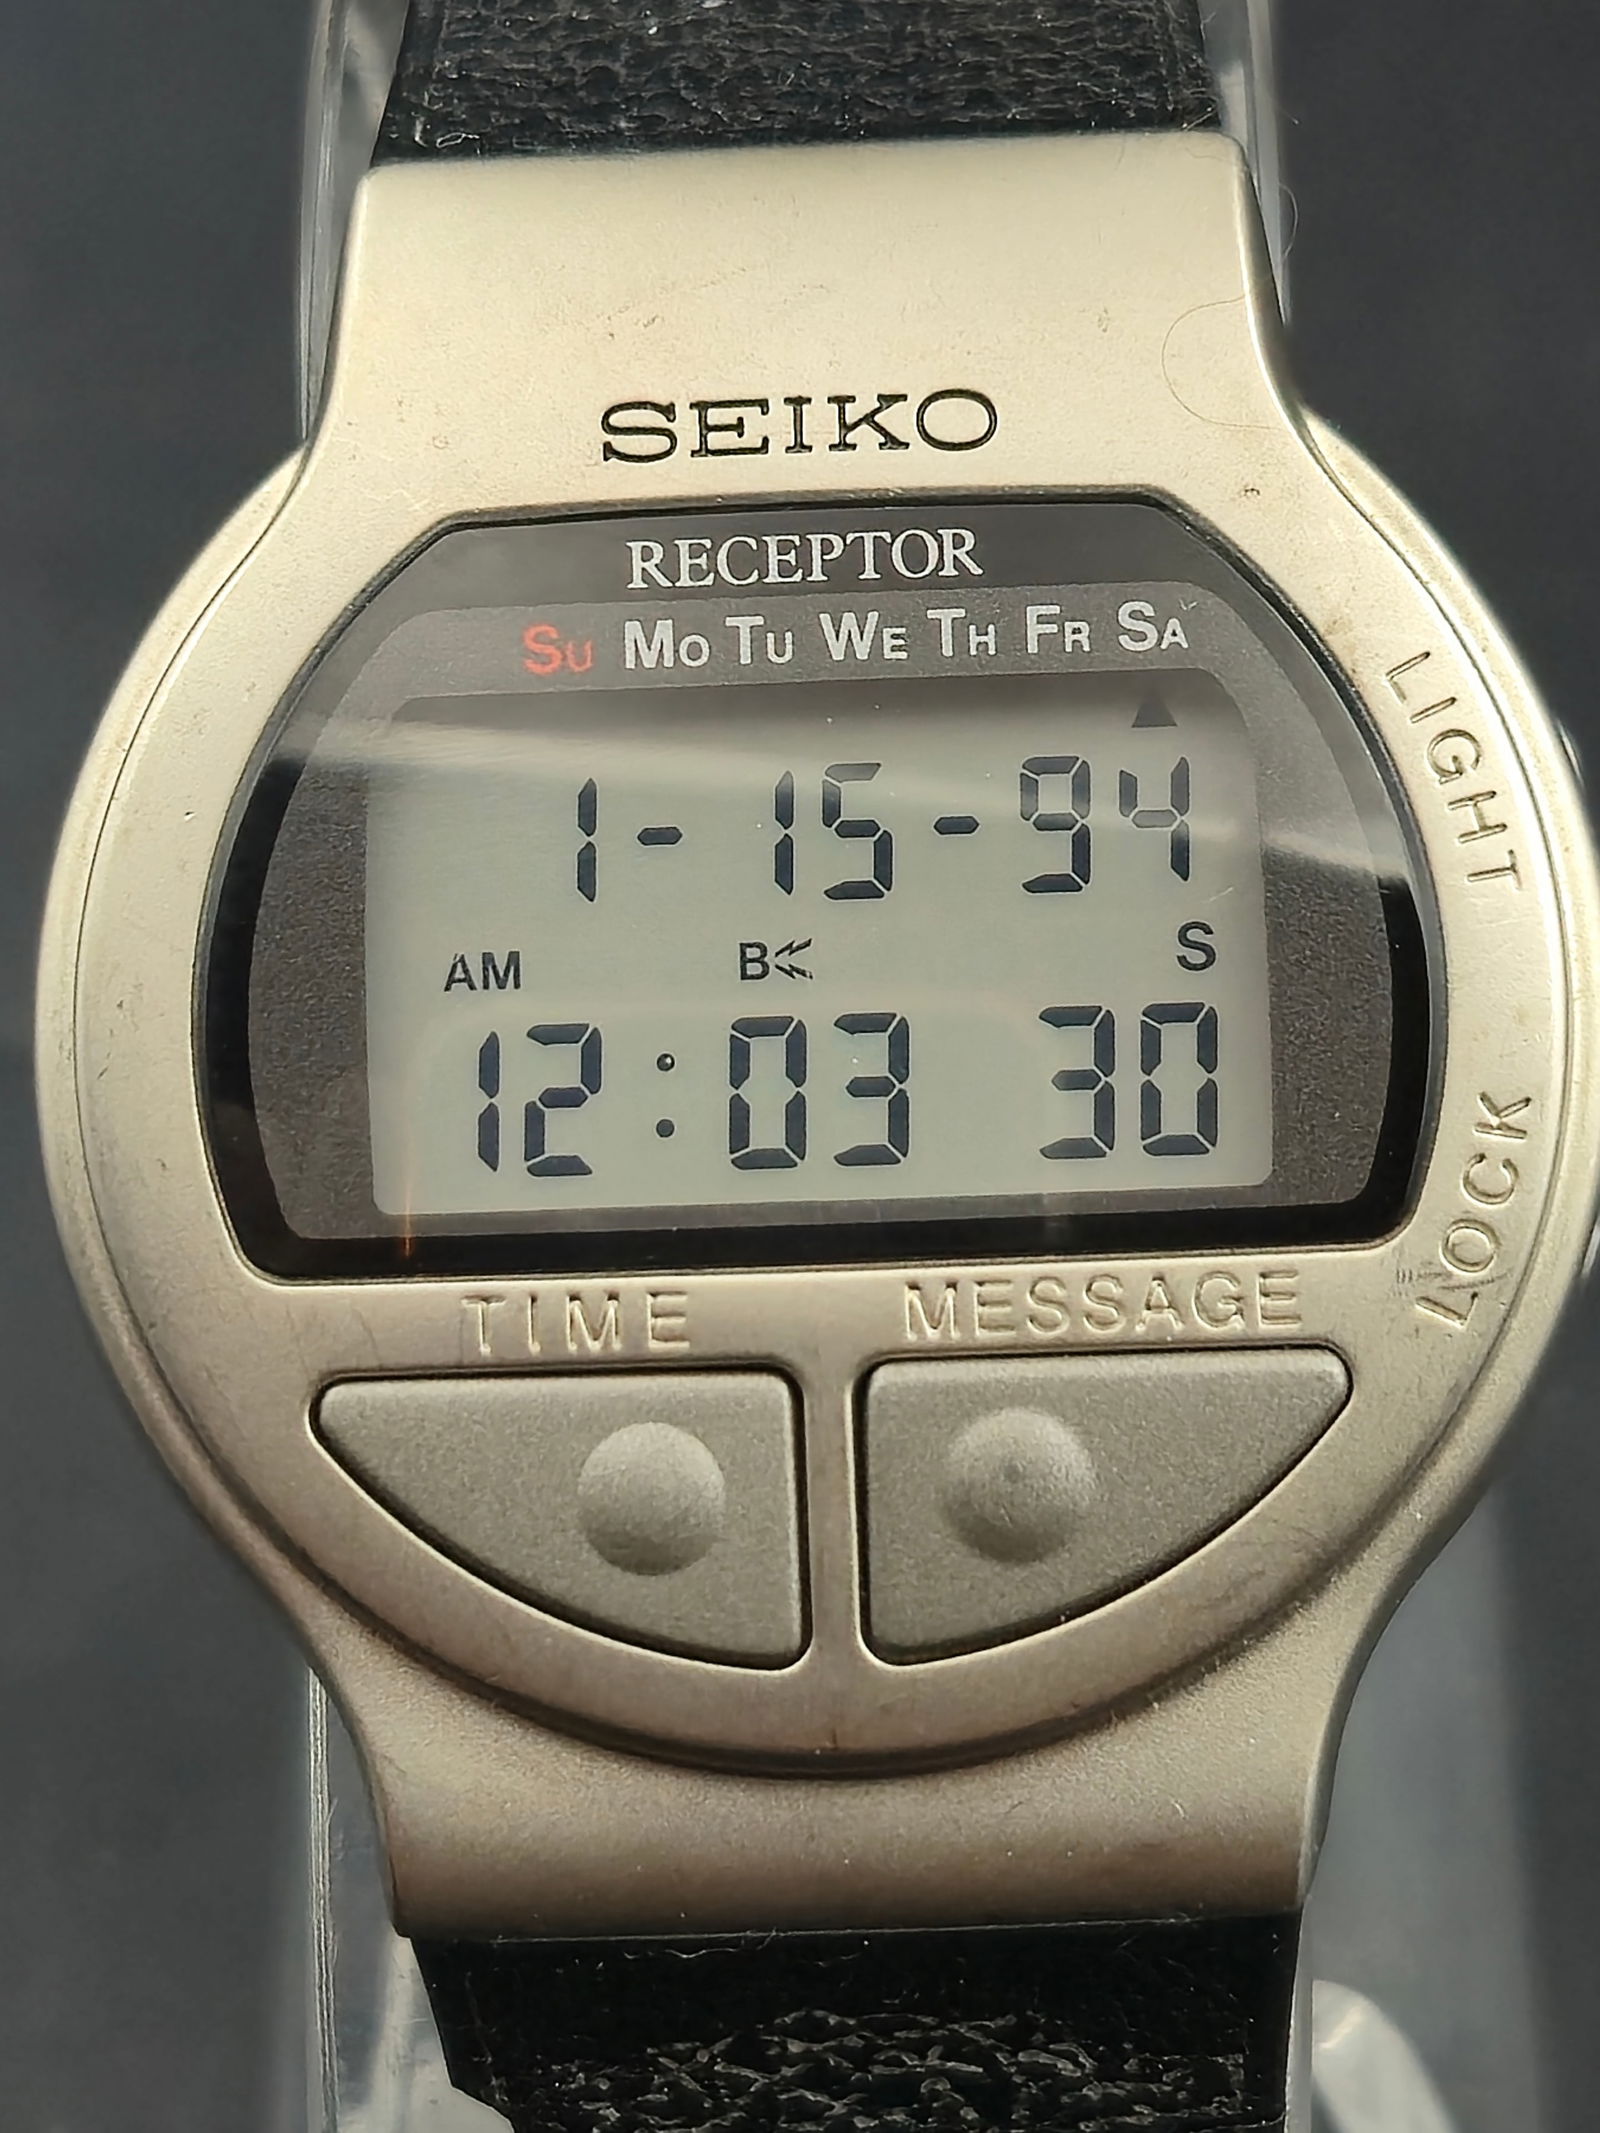 SEIKO
RECEPTOR
Su Mo Tu We Th Fr Sa
LIGHT
1-15-94
AM B S
12:03 30
LOCK
TIME MESSAGE